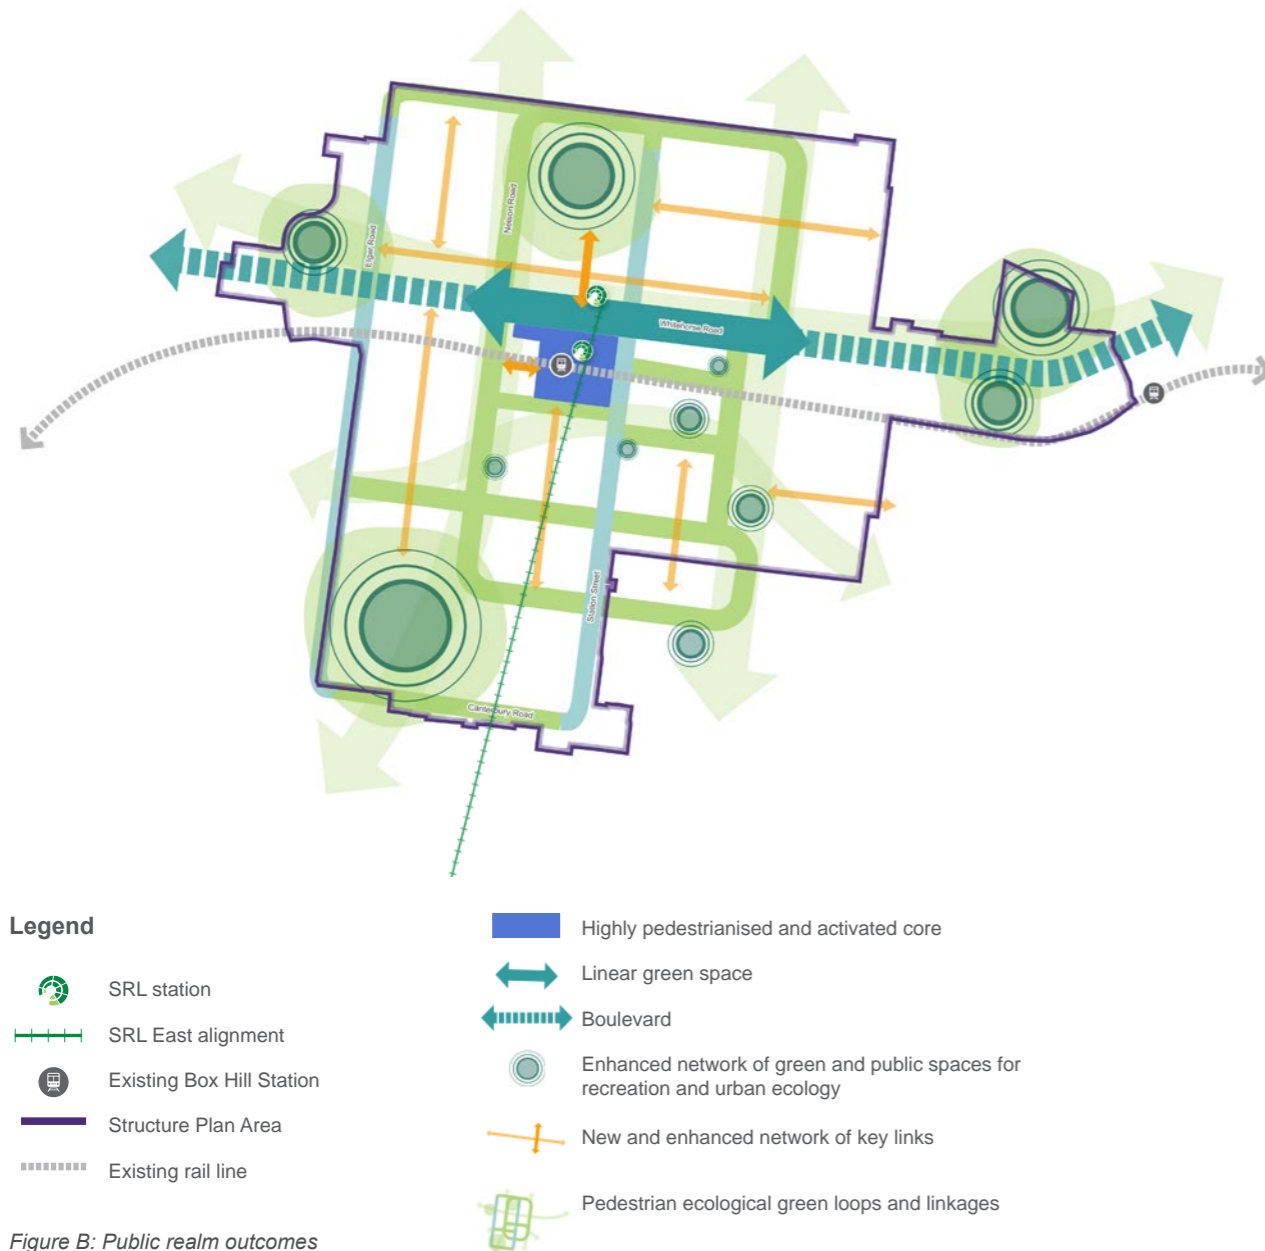 Nelson Road
Elgar Road
Whitehorse Road
Station Street
Canterbury Road
Legend
SRL station
SRL East alignment
Existing Box Hill Station
Structure Plan Area
Existing rail line
Highly pedestrianised and activated core
Linear green space
Boulevard
Enhanced network of green and public spaces for
recreation and urban ecology
New and enhanced network of key links
Pedestrian ecological green loops and linkages
Figure B: Public realm outcomes